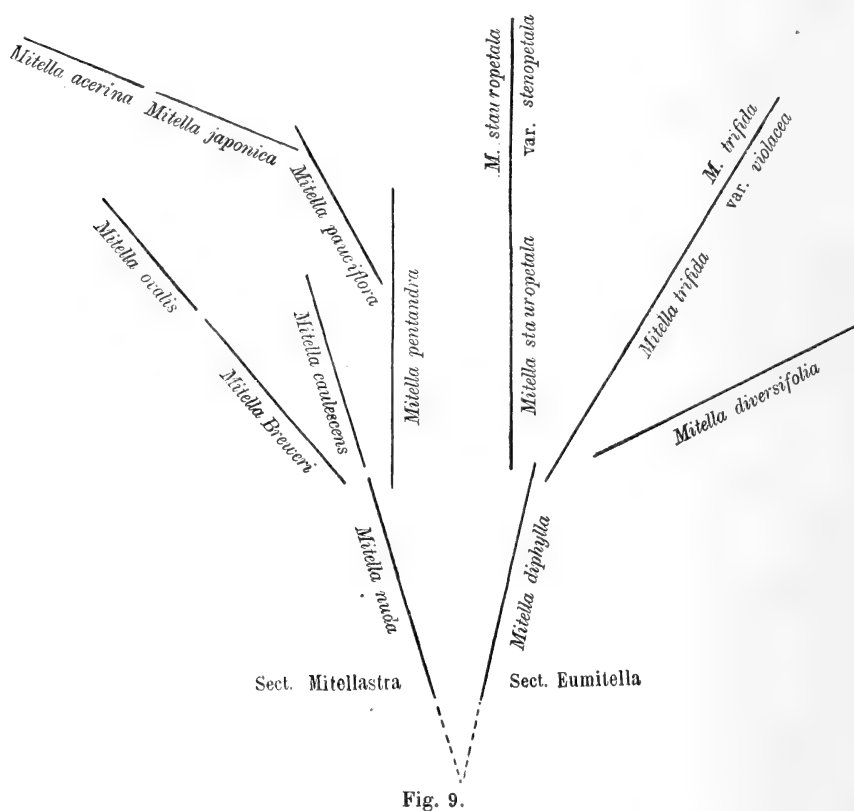 Mitella acerina
Mitella japonica
Mitella pauciflora
Mitella ovalis
Mitella Breweri
Mitella caulescens
Mitella pentandra
Mitella nuda
M. stauropetala
var. stenopetala
Mitella stauropetala
M. trifida
var. violacea
Mitella trifida
Mitella diversifolia
Mitella diphylla
Sect. Mitellastra
Sect. Eumitella
Fig. 9.